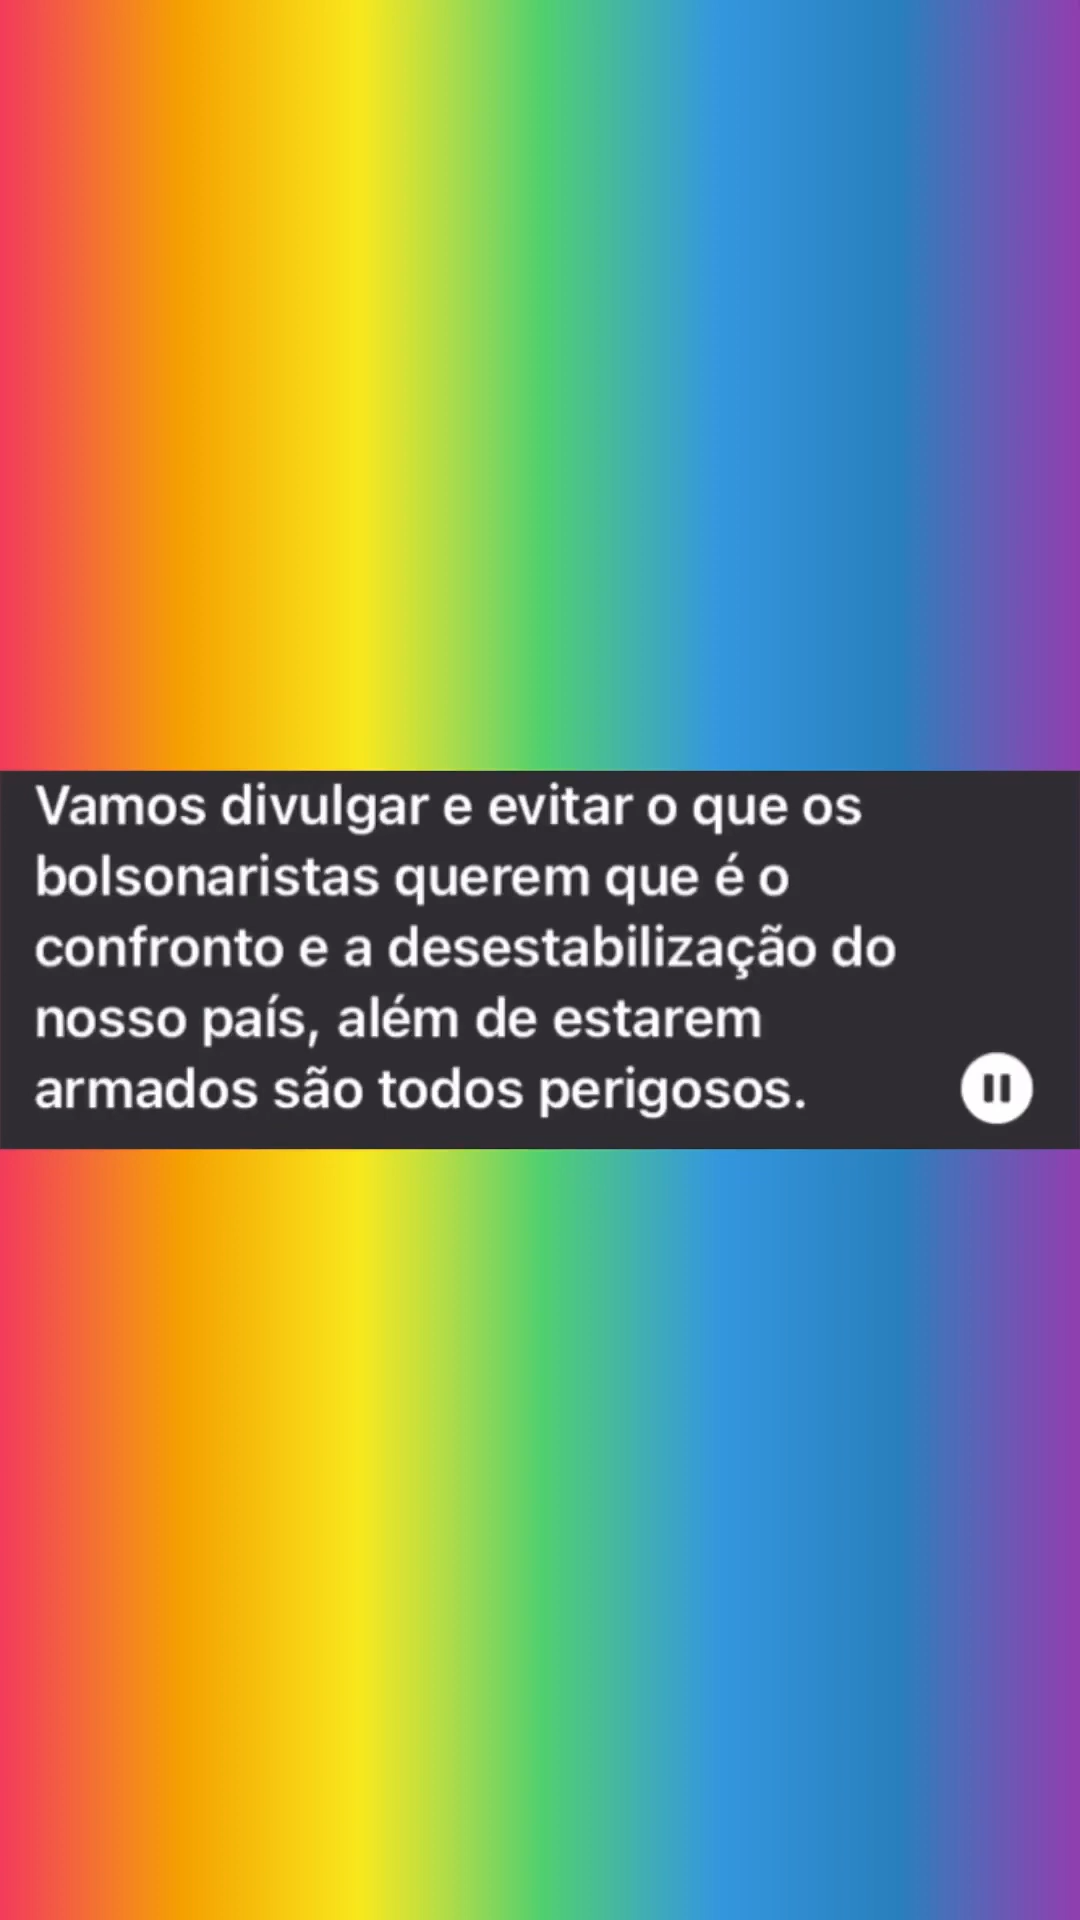 Vamos divulgar e evitar o que os
bolsonaristas querem que é o
confronto e a desestabilização do
nosso país, além de estarem
armados são todos perigosos.